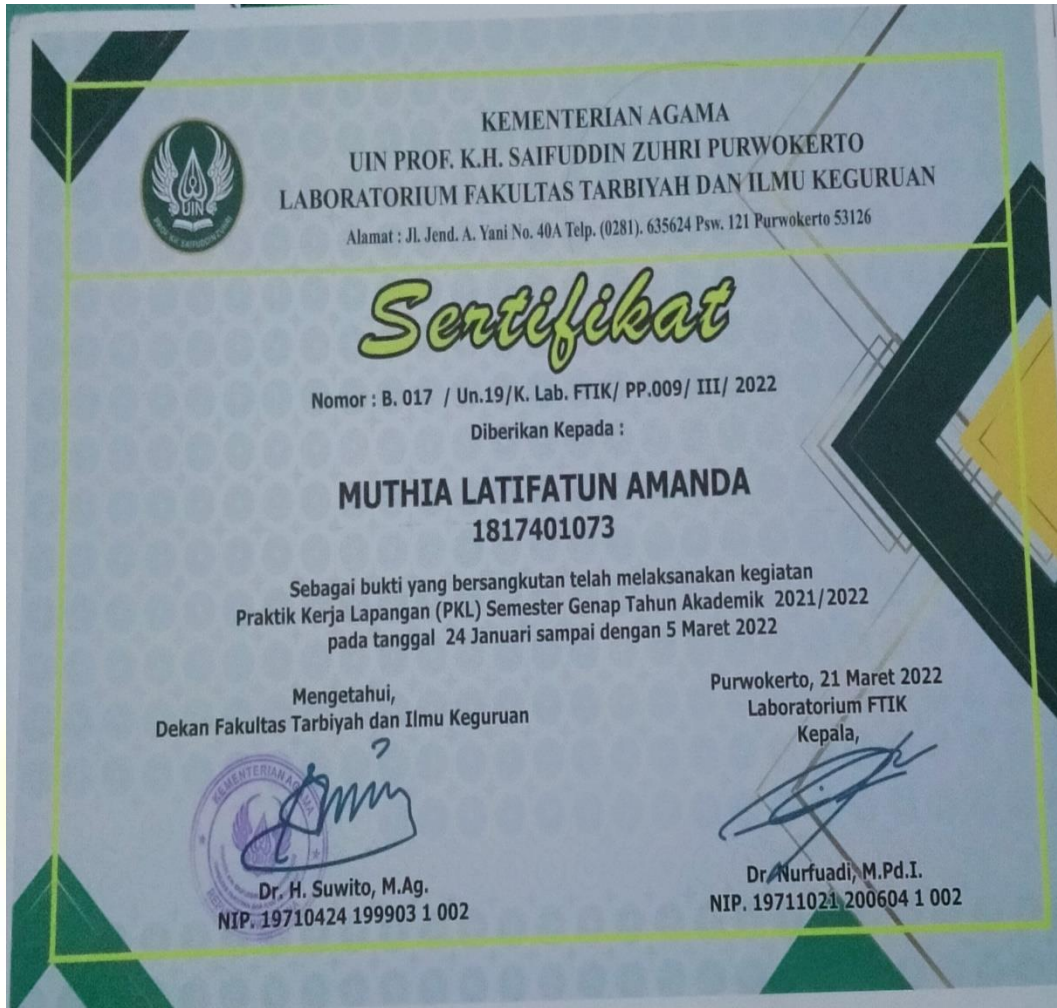 KEMENTERIAN AGAMA
UIN PROF. K.H. SAIFUDDIN ZUHRI PURWOKERTO
LABORATORIUM FAKULTAS TARBIYAH DAN ILMU KEGURUAN
Alamat : Jl. Jend. A. Yani No. 40A Telp. (0281). 635624 Psw. 121 Purwokerto 53126
UIN
Sertifikat
Nomor : B. 017 / Un.19/K. Lab. FTIK/ PP.009/ III/ 2022
Diberikan Kepada :
MUTHIA LATIFATUN AMANDA
1817401073
Sebagai bukti yang bersangkutan telah melaksanakan kegiatan
Praktik Kerja Lapangan (PKL) Semester Genap Tahun Akademik 2021/2022
pada tanggal 24 Januari sampai dengan 5 Maret 2022
Mengetahui,
Dekan Fakultas Tarbiyah dan Ilmu Keguruan
KEMENTERIAN AGAMA
Dr. H. Suwito, M.Ag.
NIP. 19710424 199903 1 002
Purwokerto, 21 Maret 2022
Laboratorium FTIK
Kepala,
Dr. Nurfuadi, M.Pd.I.
NIP. 19711021 200604 1 002